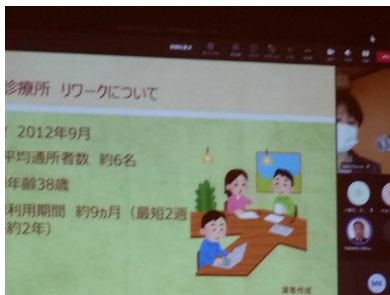 診療所 リワークについて
2012年9月
平均通所者数 約6名
年齢38歳
利用期間 約9ヵ月（最短2週
約2年）
演者作成
MK